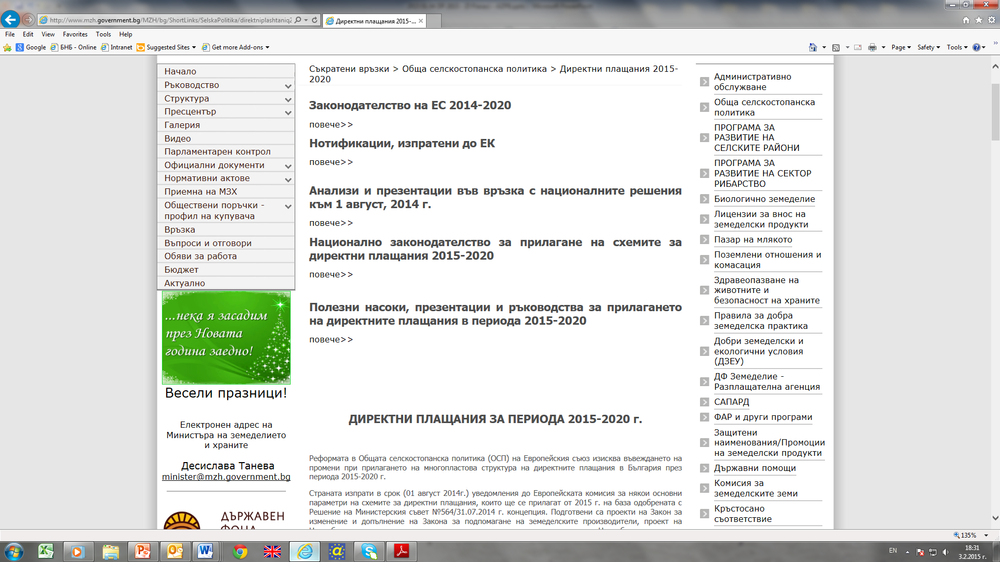 http://www.mzh.government.bg/MZH/bg/ShortLinks/SelskaPolitika/direktniplashtaniq2
Директни плащания 2015-...
File Edit View Favorites Tools Help
Google БНБ - Online Intranet Suggested Sites Get more Add-ons
Page Safety Tools
Начало
Ръководство
Структура
Пресцентър
Галерия
Видео
Парламентарен контрол
Официални документи
Нормативни актове
Приемна на МЗХ
Обществени поръчки -
профил на купувача
Връзка
Въпроси и отговори
Обяви за работа
Бюджет
Актуално
...нека я засадим
през Новата
година заедно!
Весели празници!
Електронен адрес на
Министъра на земеделието
и храните
Десислава Танева
minister@mzh.government.bg
ДЪРЖАВЕН
ФОНД
Съкратени връзки > Обща селскостопанска политика > Директни плащания 2015-
2020
Законодателство на ЕС 2014-2020
повече>>
Нотификации, изпратени до ЕК
повече>>
Анализи и презентации във връзка с националните решения
към 1 август, 2014 г.
повече>>
Национално законодателство за прилагане на схемите за
директни плащания 2015-2020
повече>>
Полезни насоки, презентации и ръководства за прилагането
на директните плащания в периода 2015-2020
повече>>
ДИРЕКТНИ ПЛАЩАНИЯ ЗА ПЕРИОДА 2015-2020 г.
Реформата в Общата селскостопанска политика (ОСП) на Европейския съюз изисква въвеждането на
промени при прилагането на многопластова структура на директните плащания в България през
периода 2015-2020 г.
Страната изпрати в срок (01 август 2014г.) уведомления до Европейската комисия за някои основни
параметри на схемите за директни плащания, които ще се прилагат от 2015 г. на база одобрената с
Решение на Министерския съвет №564/31.07.2014 г. концепция. Подготвени са проекти на Закон за
изменение и допълнение на Закона за подпомагане на земеделските производители, проект на
Административно
обслужване
Обща селскостопанска
политика
ПРОГРАМА ЗА
РАЗВИТИЕ НА
СЕЛСКИТЕ РАЙОНИ
ПРОГРАМА ЗА
РАЗВИТИЕ НА СЕКТОР
РИБАРСТВО
Биологично земеделие
Лицензии за внос на
земеделски продукти
Пазар на млякото
Поземлени отношения и
комасация
Здравеопазване на
животните и
безопасност на храните
Правила за добра
земеделска практика
Добри земеделски и
екологични условия
(ДЗЕУ)
ДФ Земеделие -
Разплащателна агенция
САПАРД
ФАР и други програми
Защитени
наименования/Промоции
на земеделски продукти
Държавни помощи
Комисия за
земеделските земи
Кръстосано
съответствие
135%
EN
18:31
3.2.2015 г.